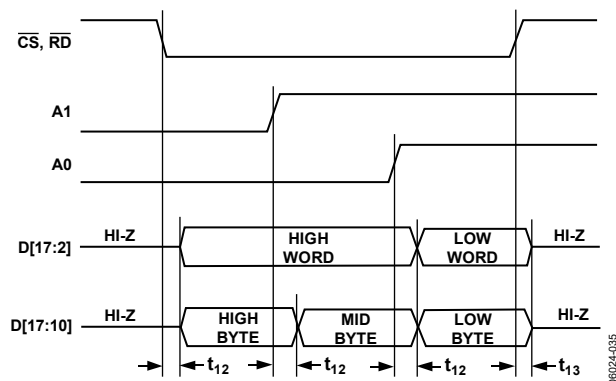 CS, RD
A1
A0
D[17:2] HI-Z HIGH WORD LOW WORD HI-Z
D[17:10] HI-Z HIGH BYTE MID BYTE LOW BYTE HI-Z
t12 t12 t12 t13
06024-035